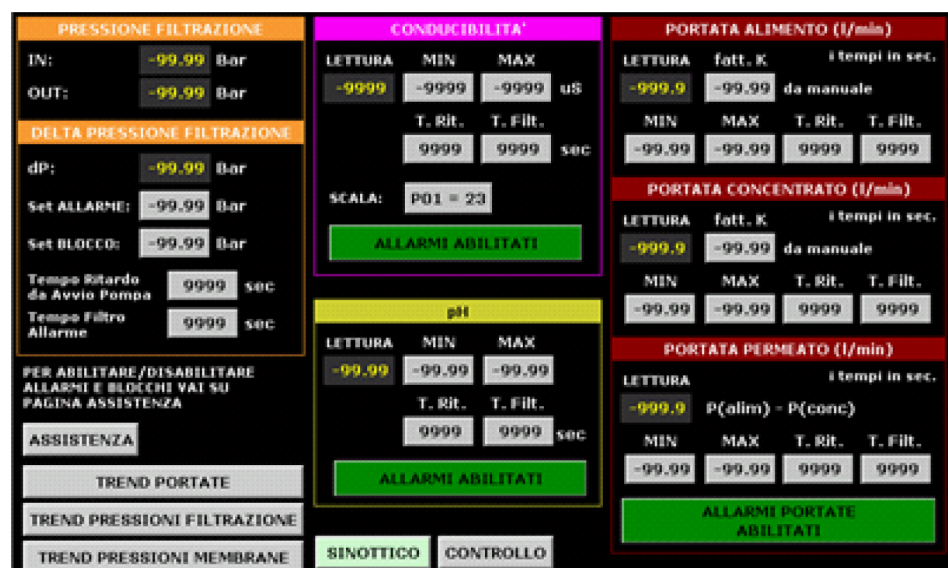 PRESSIONE FILTRAZIONE
IN: -99.99 Bar
OUT: -99.99 Bar
DELTA PRESSIONE FILTRAZIONE
dP: -99.99 Bar
Set ALLARME: -99.99 Bar
Set BLOCCO: -99.99 Bar
Tempo Ritardo
da Avvio Pompa 9999 sec
Tempo Filtro
Allarme 9999 sec
PER ABILITARE/DISABILITARE
ALLARMI E BLOCCHI VAI SU
PAGINA ASSISTENZA
ASSISTENZA
TREND PORTATE
TREND PRESSIONI FILTRAZIONE
TREND PRESSIONI MEMBRANE
CONDUCIBILITA'
LETTURA MIN MAX
-9999 -9999 -9999 uS
T. Rit. T. Filt.
9999 9999 sec
SCALA: P01 = 23
ALLARMI ABILITATI
pH
LETTURA MIN MAX
-99.99 -99.99 -99.99
T. Rit. T. Filt.
9999 9999 sec
ALLARMI ABILITATI
SINOTTICO CONTROLLO
PORTATA ALIMENTO (l/min)
LETTURA fatt. K i tempi in sec.
-999.9 -99.99 da manuale
MIN MAX T. Rit. T. Filt.
-99.99 -99.99 9999 9999
PORTATA CONCENTRATO (l/min)
LETTURA fatt. K i tempi in sec.
-999.9 -99.99 da manuale
MIN MAX T. Rit. T. Filt.
-99.99 -99.99 9999 9999
PORTATA PERMEATO (l/min)
LETTURA i tempi in sec.
-999.9 P(alim) - P(conc)
MIN MAX T. Rit. T. Filt.
-99.99 -99.99 9999 9999
ALLARMI PORTATE
ABILITATI